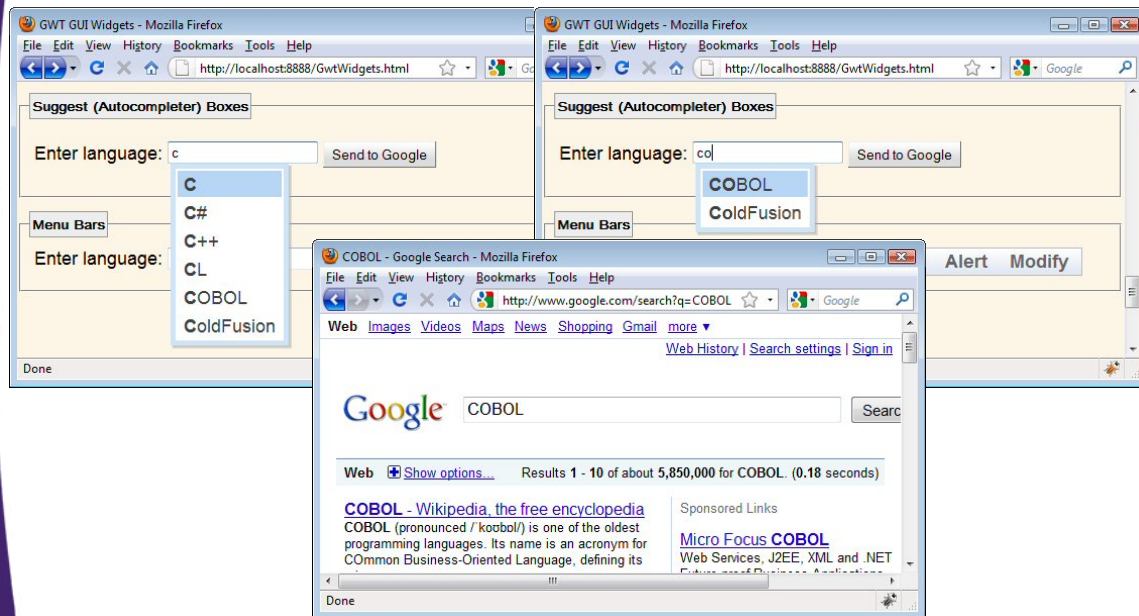 GWT GUI Widgets - Mozilla Firefox
File Edit View History Bookmarks Tools Help
http://localhost:8888/GwtWidgets.html
Suggest (Autocompleter) Boxes
Enter language: c Send to Google
C
C#
C++
CL
COBOL
ColdFusion
Menu Bars
Enter language:
Done
GWT GUI Widgets - Mozilla Firefox
File Edit View History Bookmarks Tools Help
http://localhost:8888/GwtWidgets.html Google
Suggest (Autocompleter) Boxes
Enter language: co Send to Google
COBOL
ColdFusion
Menu Bars
Alert Modify
COBOL - Google Search - Mozilla Firefox
File Edit View History Bookmarks Tools Help
http://www.google.com/search?q=COBOL Google
Web Images Videos Maps News Shopping Gmail more ▼
Web History | Search settings | Sign in
Google COBOL Searc
Web Show options... Results 1 - 10 of about 5,850,000 for COBOL. (0.18 seconds)
COBOL - Wikipedia, the free encyclopedia
COBOL (pronounced /ˈkoʊbɒl/) is one of the oldest
programming languages. Its name is an acronym for
COmmon Business-Oriented Language, defining its
Sponsored Links
Micro Focus COBOL
Web Services, J2EE, XML and .NET
Done